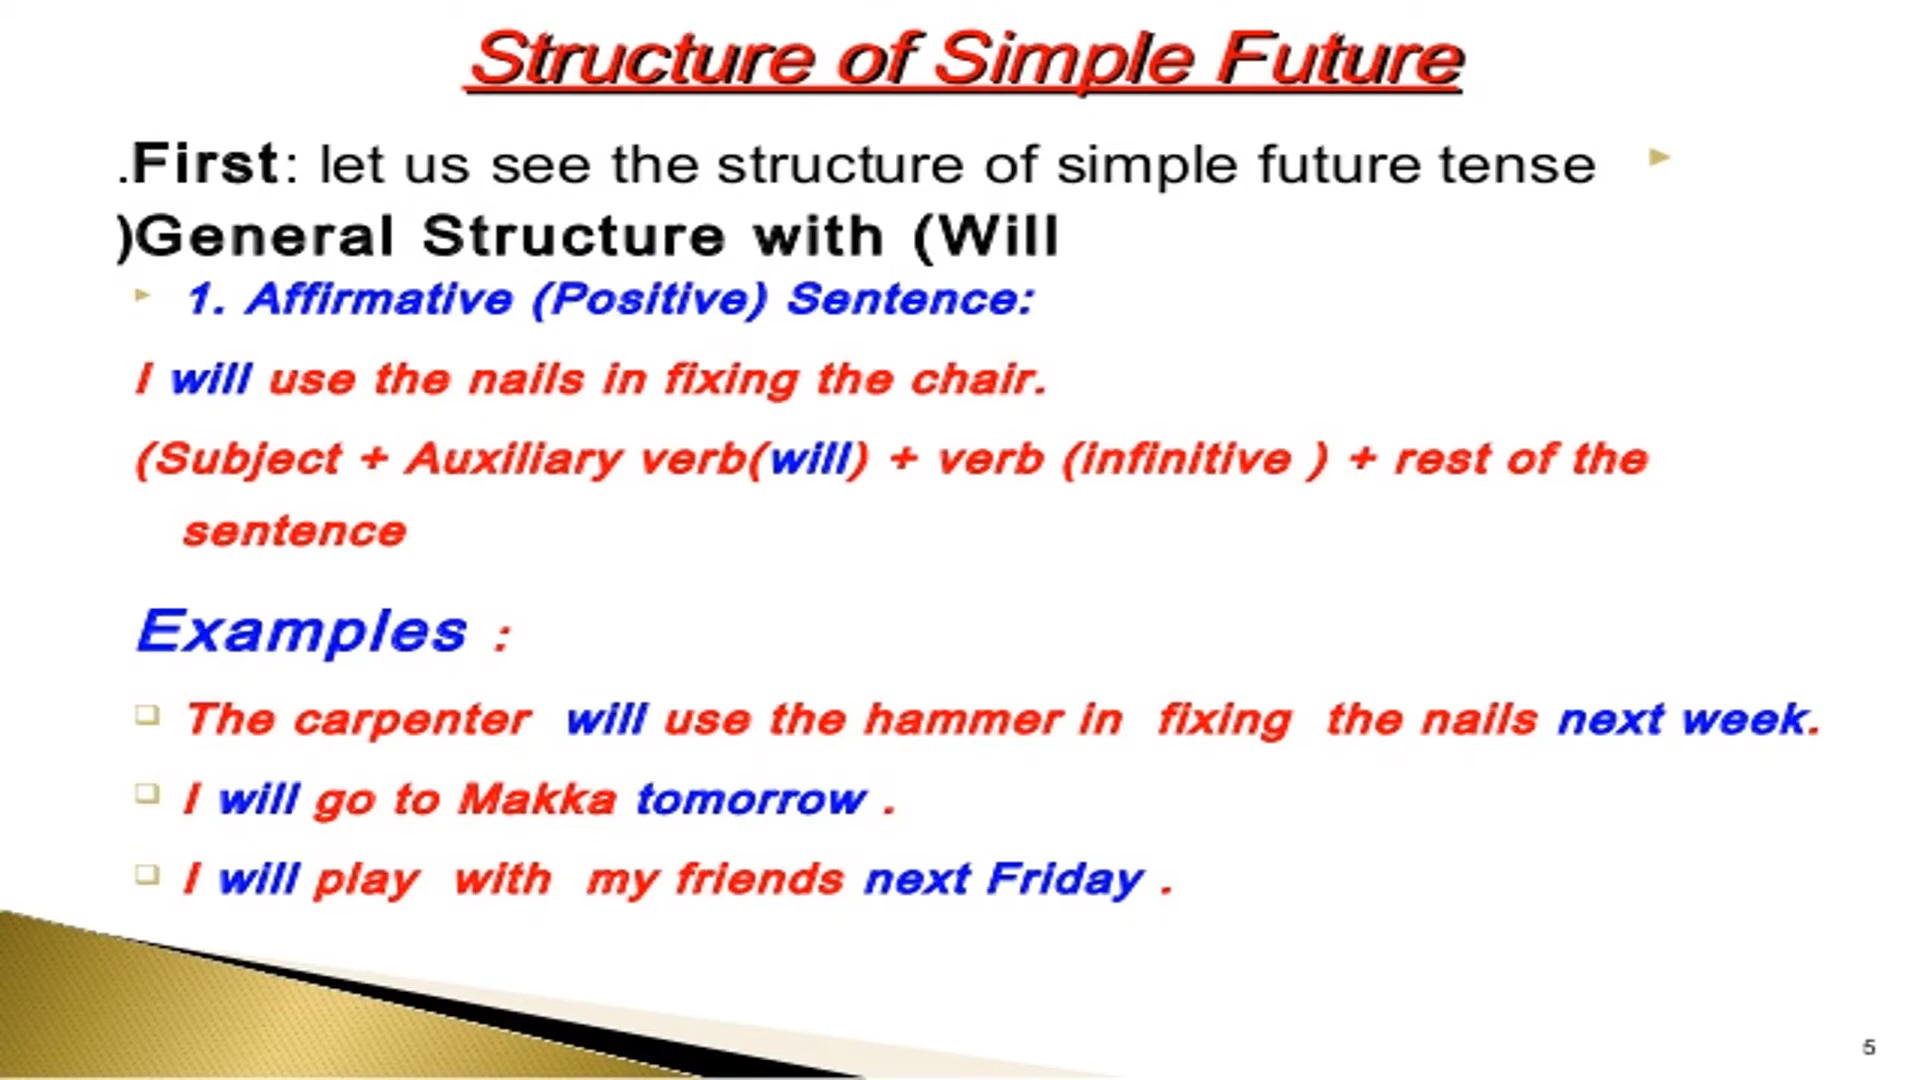 Structure of Simple Future
.First: let us see the structure of simple future tense
)General Structure with (Will
1. Affirmative (Positive) Sentence:
I will use the nails in fixing the chair.
(Subject + Auxiliary verb(will) + verb (infinitive ) + rest of the
sentence
Examples :
The carpenter will use the hammer in fixing the nails next week.
I will go to Makka tomorrow .
I will play with my friends next Friday .
5